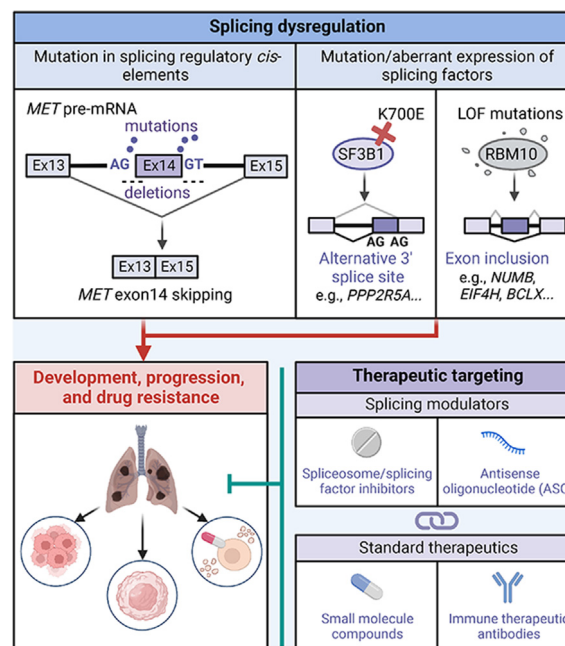 Splicing dysregulation
Mutation in splicing regulatory cis-
elements
Mutation/aberrant expression of
splicing factors
MET pre-mRNA
mutations
Ex13
AG
Ex14
GT
Ex15
deletions
Ex13 Ex15
MET exon14 skipping
K700E
SF3B1
AG AG
Alternative 3'
splice site
e.g., PPP2R5A...
LOF mutations
RBM10
Exon inclusion
e.g., NUMB,
EIF4H, BCLX...
Development, progression,
and drug resistance
Therapeutic targeting
Splicing modulators
Spliceosome/splicing
factor inhibitors
Antisense
oligonucleotide (ASO
Standard therapeutics
Small molecule
compounds
Immune therapeutic
antibodies